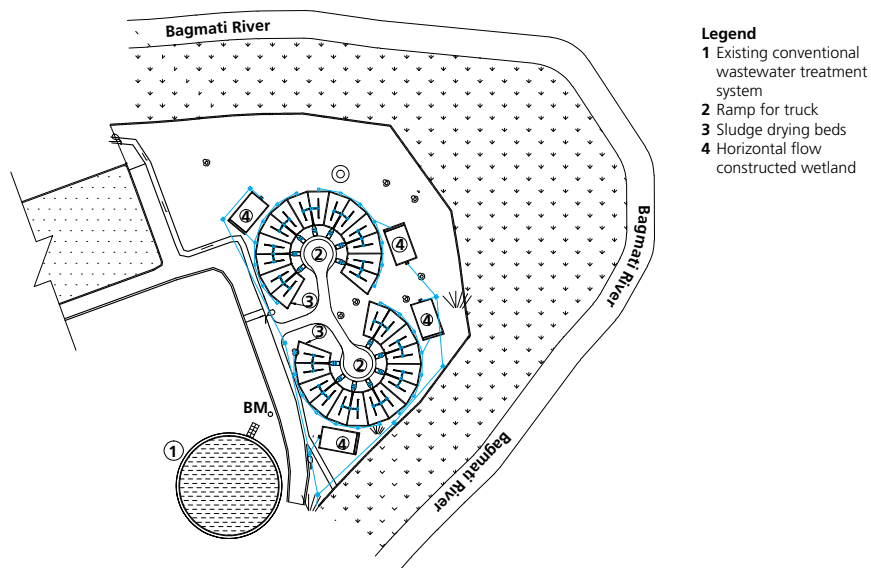 Bagmati River
Legend
1 Existing conventional
wastewater treatment
system
2 Ramp for truck
3 Sludge drying beds
4 Horizontal flow
constructed wetland
4
2
4
Bagmati River
3
4
3
2
BM
4
1
Bagmati River